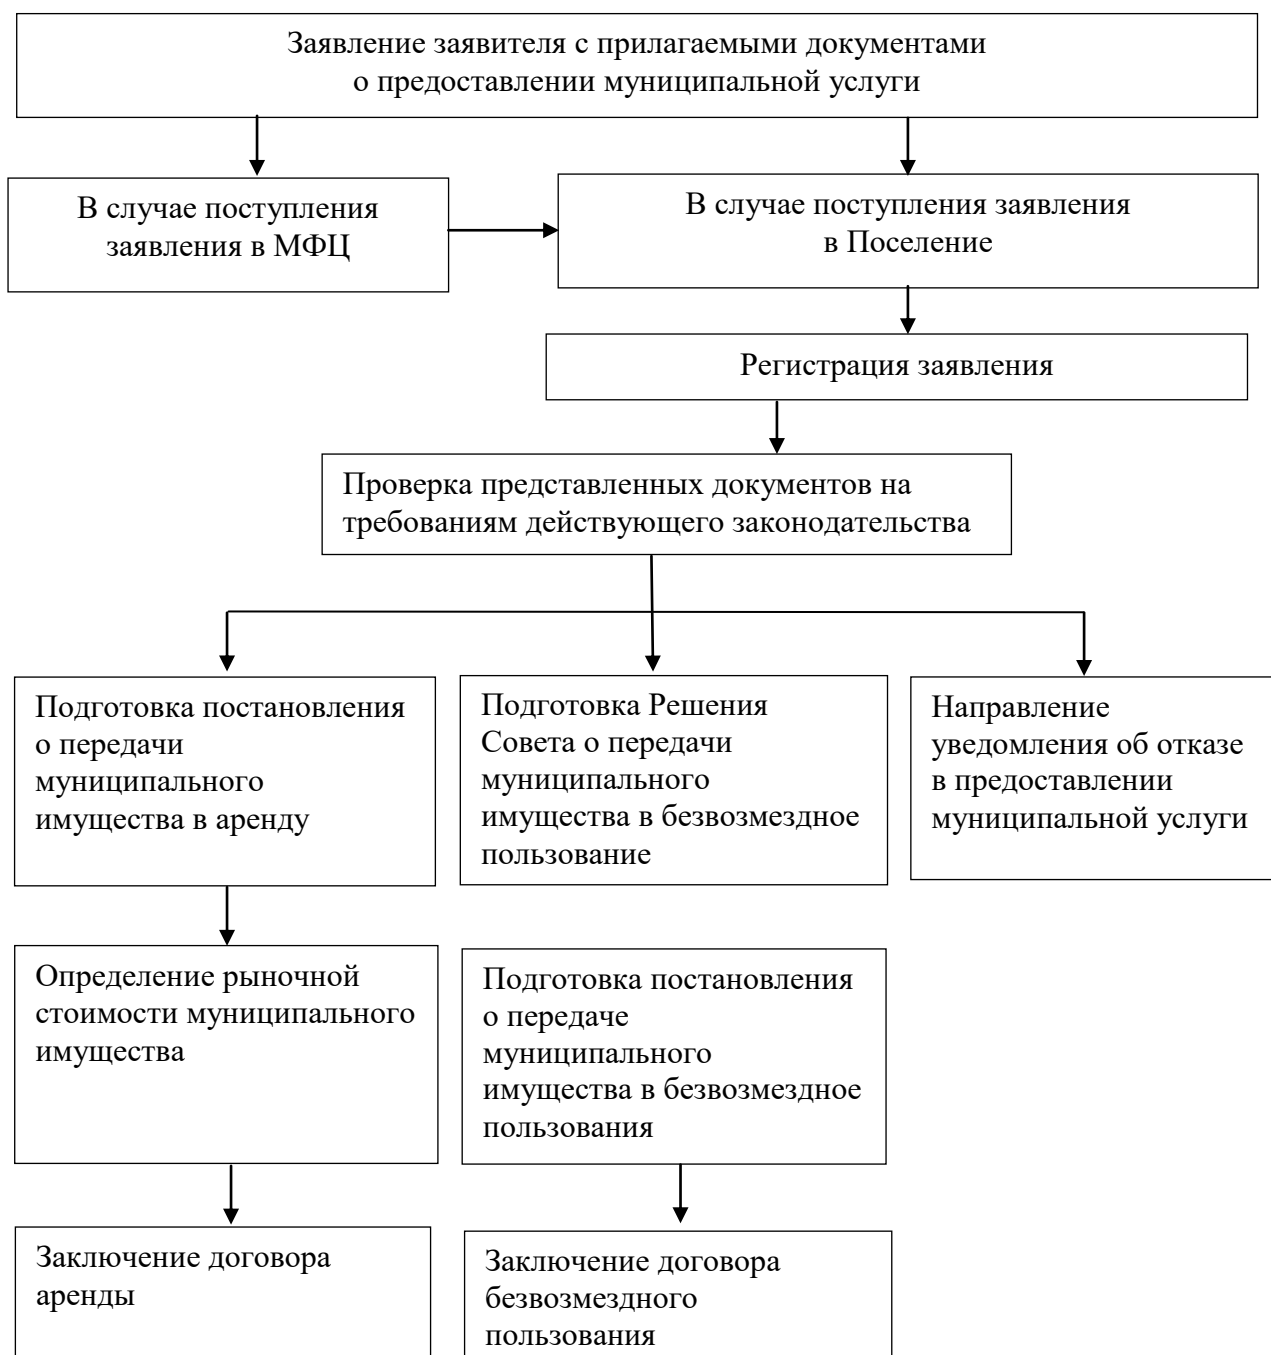 Заявление заявителя с прилагаемыми документами
о предоставлении муниципальной услуги
В случае поступления
заявления в МФЦ
В случае поступления заявления
в Поселение
Регистрация заявления
Проверка представленных документов на
требованиям действующего законодательства
Подготовка постановления
о передачи
муниципального
имущества в аренду
Подготовка Решения
Совета о передачи
муниципального
имущества в безвозмездное
пользование
Направление
уведомления об отказе
в предоставлении
муниципальной услуги
Определение рыночной
стоимости муниципального
имущества
Подготовка постановления
о передаче
муниципального
имущества в безвозмездное
пользования
Заключение договора
аренды
Заключение договора
безвозмездного
пользования